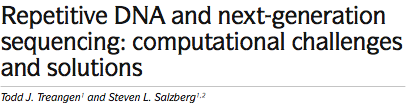 Repetitive DNA and next-generation
sequencing: computational challenges
and solutions
Todd J. Treangen¹ and Steven L. Salzberg¹,²